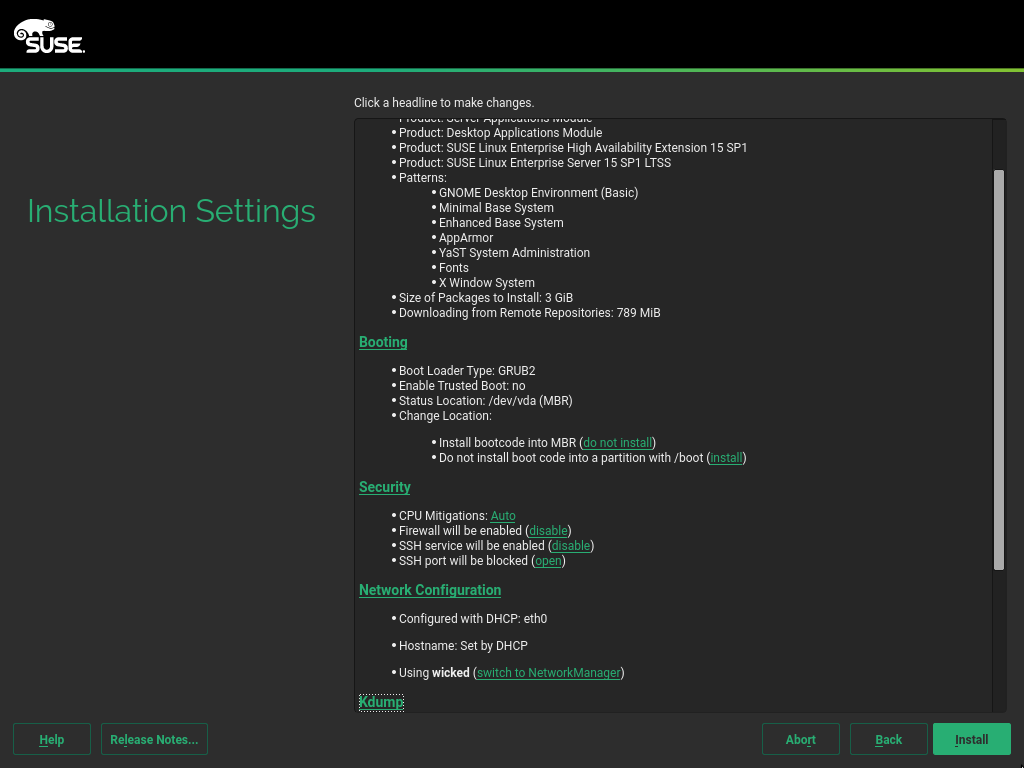 SUSE
Click a headline to make changes.
Installation Settings
Product: Server Applications Module
Product: Desktop Applications Module
Product: SUSE Linux Enterprise High Availability Extension 15 SP1
Product: SUSE Linux Enterprise Server 15 SP1 LTSS
Patterns:
GNOME Desktop Environment (Basic)
Minimal Base System
Enhanced Base System
AppArmor
YaST System Administration
Fonts
X Window System
Size of Packages to Install: 3 GiB
Downloading from Remote Repositories: 789 MiB
Booting
Boot Loader Type: GRUB2
Enable Trusted Boot: no
Status Location: /dev/vda (MBR)
Change Location:
Install bootcode into MBR (do not install)
Do not install boot code into a partition with /boot (install)
Security
CPU Mitigations: Auto
Firewall will be enabled (disable)
SSH service will be enabled (disable)
SSH port will be blocked (open)
Network Configuration
Configured with DHCP: eth0
Hostname: Set by DHCP
Using wicked (switch to NetworkManager)
Kdump
Help
Release Notes...
Abort
Back
Install